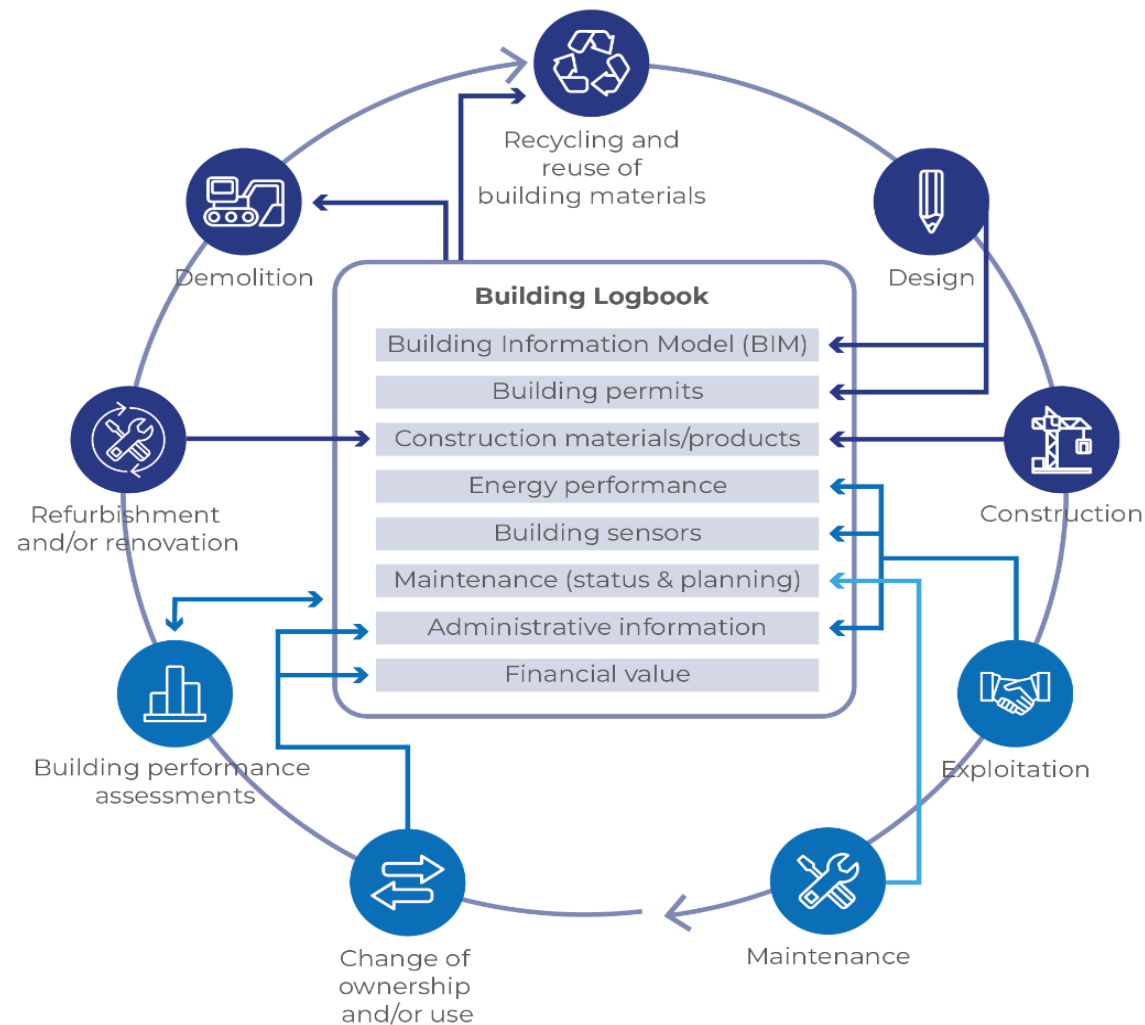 Recycling and
reuse of
building materials
Design
Construction
Exploitation
Maintenance
Change of
ownership
and/or use
Building performance
assessments
Refurbishment
and/or renovation
Demolition
Building Logbook
Building Information Model (BIM)
Building permits
Construction materials/products
Energy performance
Building sensors
Maintenance (status & planning)
Administrative information
Financial value